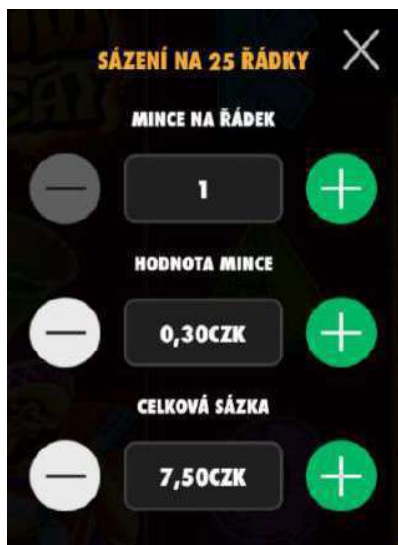 SÁZENÍ NA 25 ŘÁDKY
MINCE NA ŘÁDEK
1
HODNOTA MINCE
0,30CZK
CELKOVÁ SÁZKA
7,50CZK